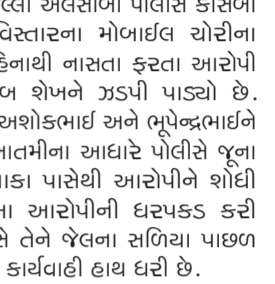 એલસીબી પોલીસે કોસંબા
વિસ્તારના મોબાઈલ ચોરીના
નાસતા ફરતા આરોપી
શેખને ઝડપી પાડ્યો છે.
અશોકભાઈ અને ભૂપેન્દ્રભાઈને
આધારે પોલીસે જૂના
પાસેથી આરોપીને શોધી
આરોપીની ધરપકડ કરી
તેને જેલના સળિયા પાછળ
કાર્યવાહી હાથ ધરી છે.